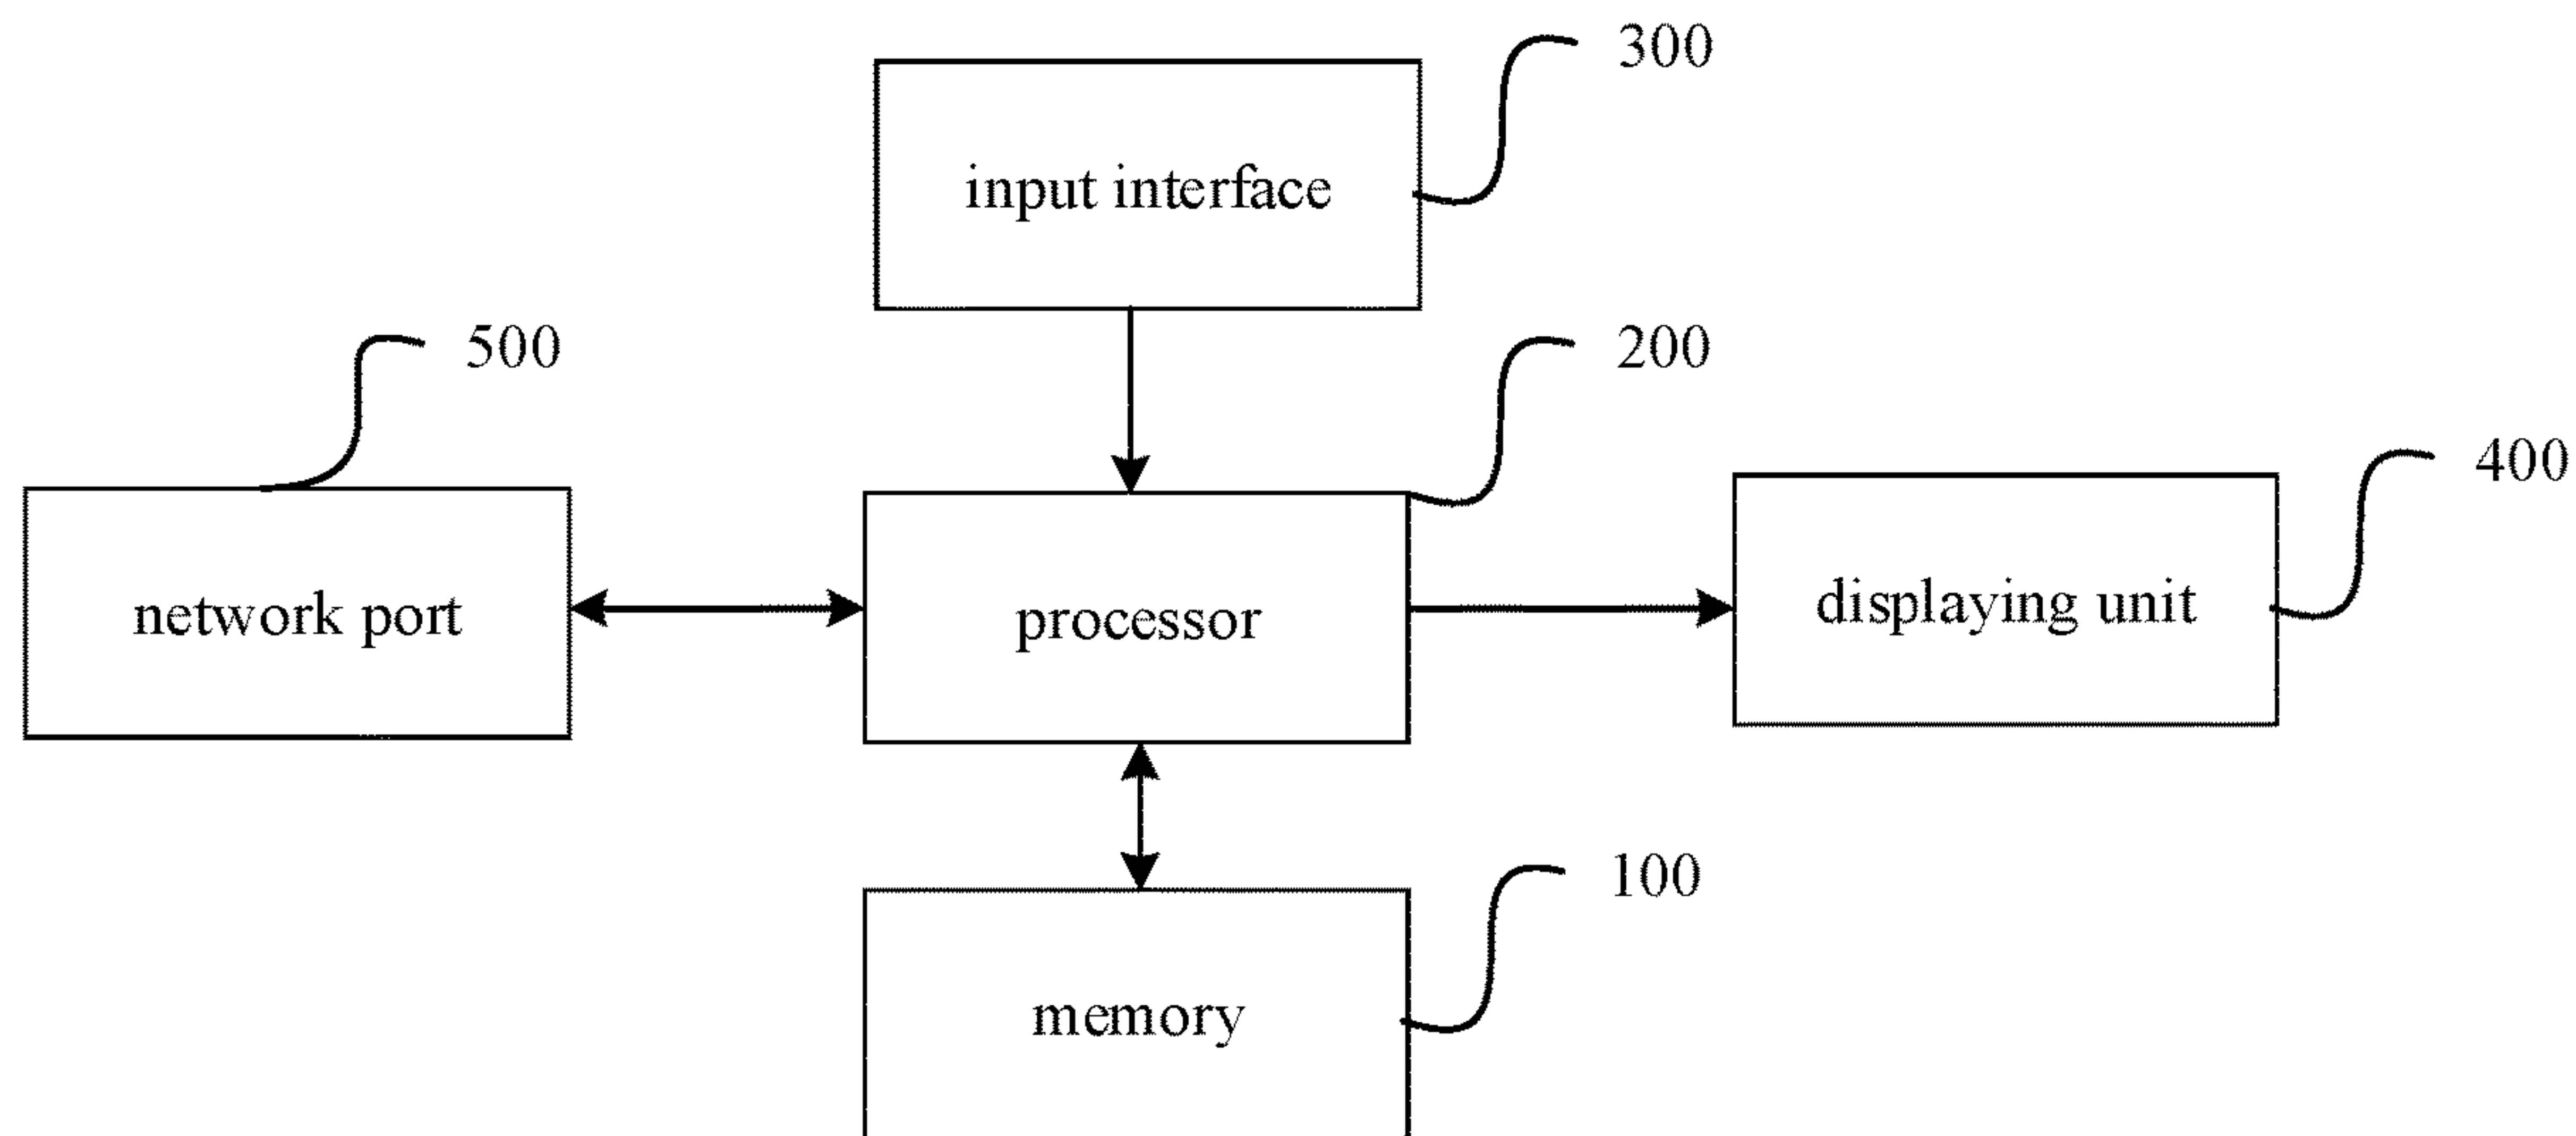 300
input interface
500
200
400
network port
processor
displaying unit
100
memory